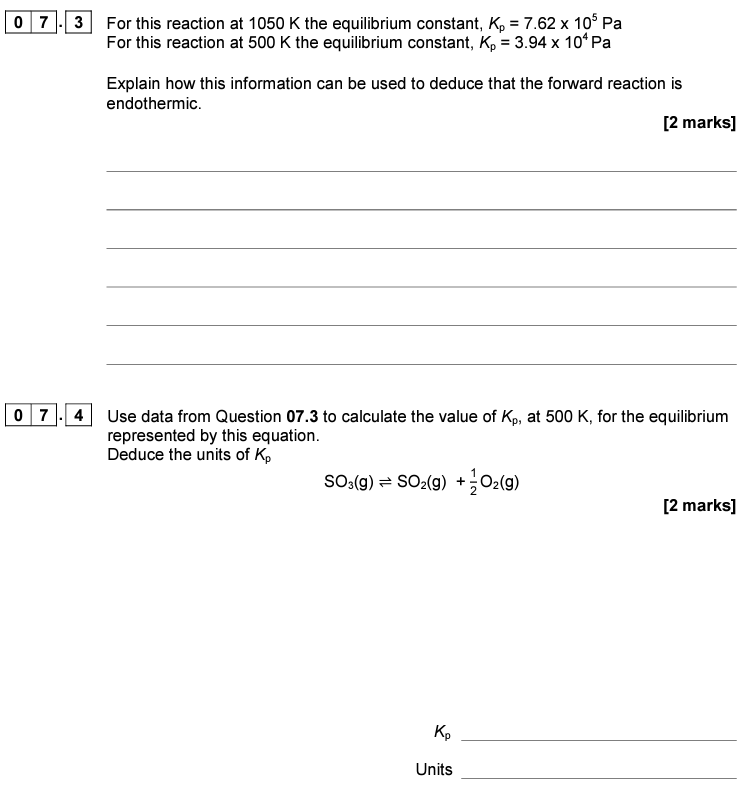 0 7 . 3 For this reaction at 1050 K the equilibrium constant, Kₚ = 7.62 x 10⁵ Pa
For this reaction at 500 K the equilibrium constant, Kₚ = 3.94 x 10⁴ Pa
Explain how this information can be used to deduce that the forward reaction is
endothermic.
[2 marks]
0 7 . 4 Use data from Question 07.3 to calculate the value of Kₚ, at 500 K, for the equilibrium
represented by this equation.
Deduce the units of Kₚ
SO₃(g) ⇌ SO₂(g) + ½O₂(g)
[2 marks]
Kₚ
Units